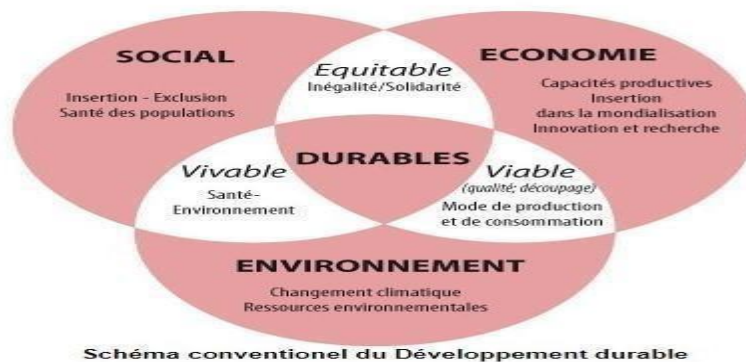 SOCIAL
Insertion - Exclusion
Santé des populations
Equitable
Inégalité/Solidarité
ECONOMIE
Capacités productives
Insertion
dans la mondialisation
Innovation et recherche
Vivable
Santé-
Environnement
DURABLES
Viable
(qualité; découpage)
Mode de production
et de consommation
ENVIRONNEMENT
Changement climatique
Ressources environnementales
Schéma conventionel du Développement durable